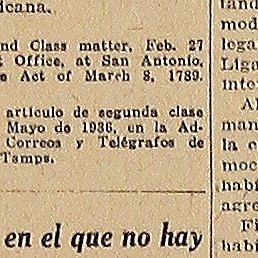 icana.
nd Class matter, Feb. 27
t Office, at San Antonio,
e Act of March 8, 1789.
artículo de segunda clase
Mayo de 1936, en la Ad-
Correos y Telégrafos de
Tamps.
en el que no hay
tand
mod
lega
Liga
inte
A
man
la c
moc
habí
agre
Fi
habi